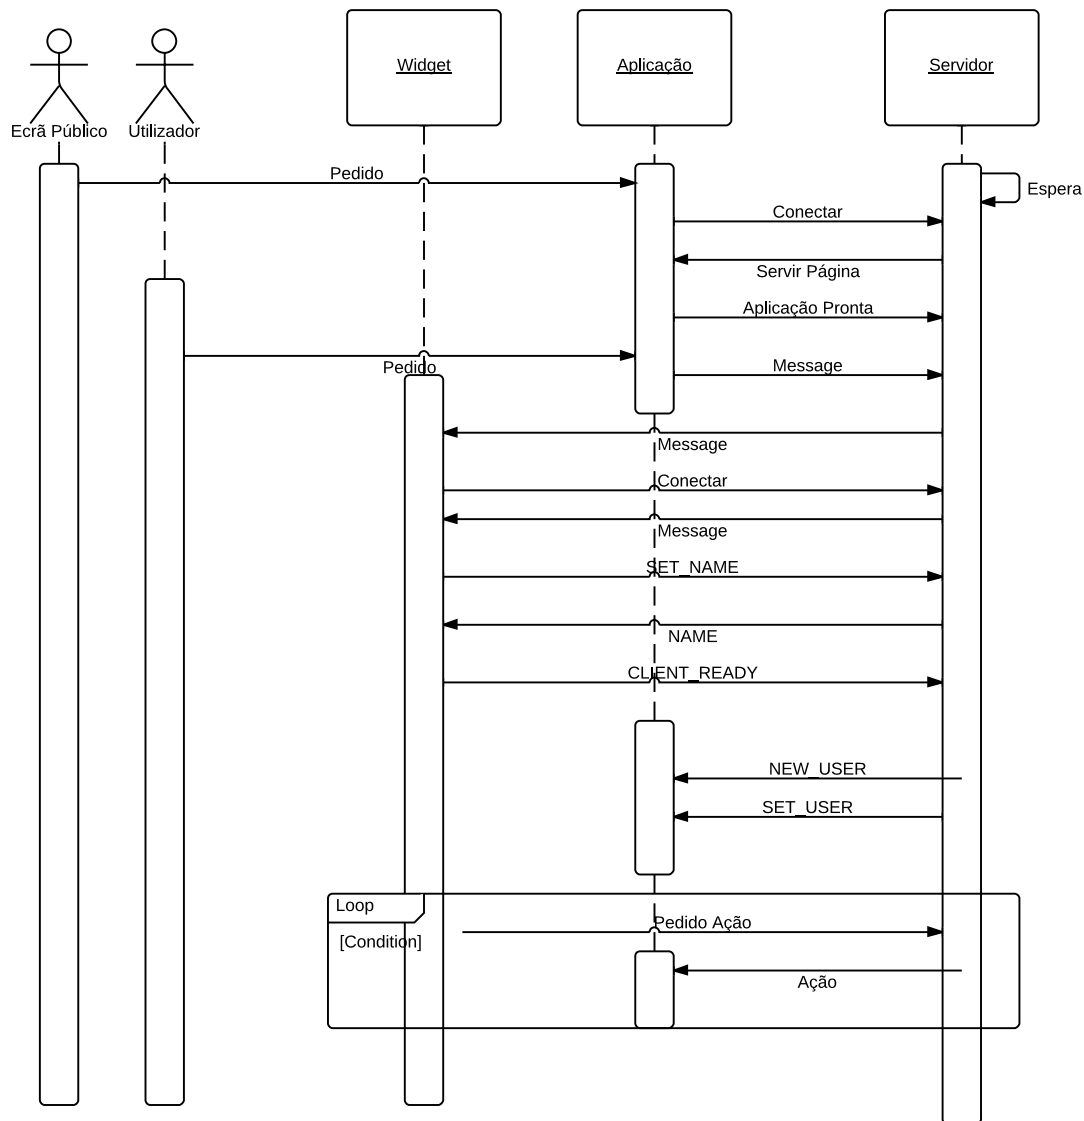 Widget
Aplicação
Servidor
Ecrã Público
Utilizador
Pedido
Espera
Conectar
Servir Página
Aplicação Pronta
Pedido
Message
Message
Conectar
Message
SET_NAME
NAME
CLIENT_READY
NEW_USER
SET_USER
Loop
Pedido Ação
[Condition]
Ação